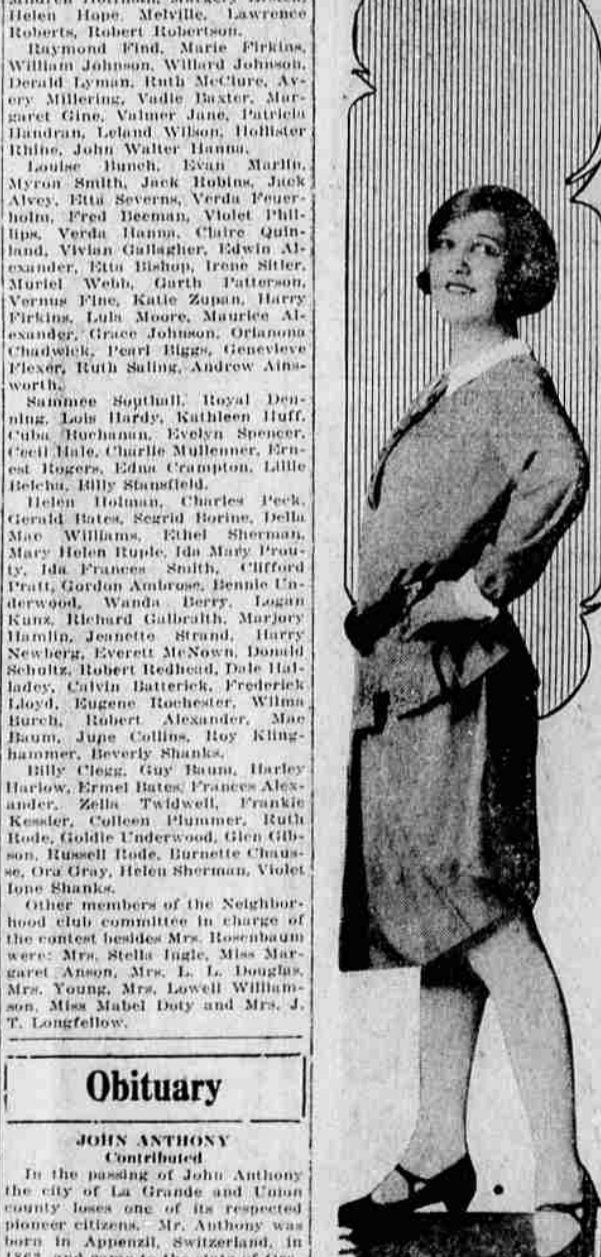 Helen Hope, Melville, Lawrence
Roberts, Robert Robertson.
Raymond Find, Marie Firkins,
William Johnson, Willard Johnson,
Derald Lyman, Ruth McClure, Av-
ery Millering, Vadie Baxter, Mar-
garet Gine, Valmer Jane, Patricia
Handran, Leland Wilson, Hollister
Rhine, John Walter Hanna.
Louise Bunch, Evan Marlin,
Myron Smith, Jack Robins, Jack
Alvey, Etta Severns, Verda Feuer-
holm, Fred Beeman, Violet Phil-
lips, Verda Hanna, Claire Quin-
land, Vivian Gallagher, Edwin Al-
exander, Etta Bishop, Irene Sitler,
Muriel Webb, Garth Patterson,
Vernus Fine, Katie Zupan, Harry
Firkins, Lula Moore, Maurice Al-
exander, Grace Johnson, Orlanona
Chadwick, Pearl Biggs, Genevieve
Flexer, Ruth Saling, Andrew Ains-
worth.
Sammee Southall, Royal Den-
ning, Lois Hardy, Kathleen Huff,
Cuba Buchanan, Evelyn Spencer,
Cecil Hale, Charlie Mullenner, Ern-
est Rogers, Edna Crampton, Lillie
Belcha, Billy Stansfield.
Helen Holman, Charles Peck,
Gerald Bates, Segrid Borine, Della
Mae Williams, Ethel Sherman,
Mary Helen Ruple, Ida Mary Prou-
ty, Ida Frances Smith, Clifford
Pratt, Gordon Ambrose, Bennie Un-
derwood, Wanda Berry, Logan
Kunz, Richard Galbraith, Marjory
Hamlin, Jeanette Strand, Harry
Newberg, Everett McNown, Donald
Schultz, Robert Redhead, Dale Hal-
ladey, Calvin Batterick, Frederick
Lloyd, Eugene Rochester, Wilma
Burch, Robert Alexander, Mae
Baum, June Collins, Roy Kling-
hammer, Beverly Shanks.
Billy Clegg, Guy Baum, Harley
Harlow, Ermel Bates, Frances Alex-
ander, Zella Twidwell, Frankie
Kessler, Colleen Plummer, Ruth
Rode, Goldie Underwood, Glen Gib-
son, Russell Rode, Burnette Chaus-
se, Ora Gray, Helen Sherman, Violet
Ione Shanks.
Other members of the Neighbor-
hood club committee in charge of
the contest besides Mrs. Rosenbaum
were: Mrs. Stella Ingle, Miss Mar-
garet Anson, Mrs. L. L. Douglas,
Mrs. Young, Mrs. Lowell William-
son, Miss Mabel Doty and Mrs. J.
T. Longfellow.
Obituary
JOHN ANTHONY
Contributed
In the passing of John Anthony
the city of La Grande and Union
county loses one of its respected
pioneer citizens. Mr. Anthony was
born in Appenzil, Switzerland, in